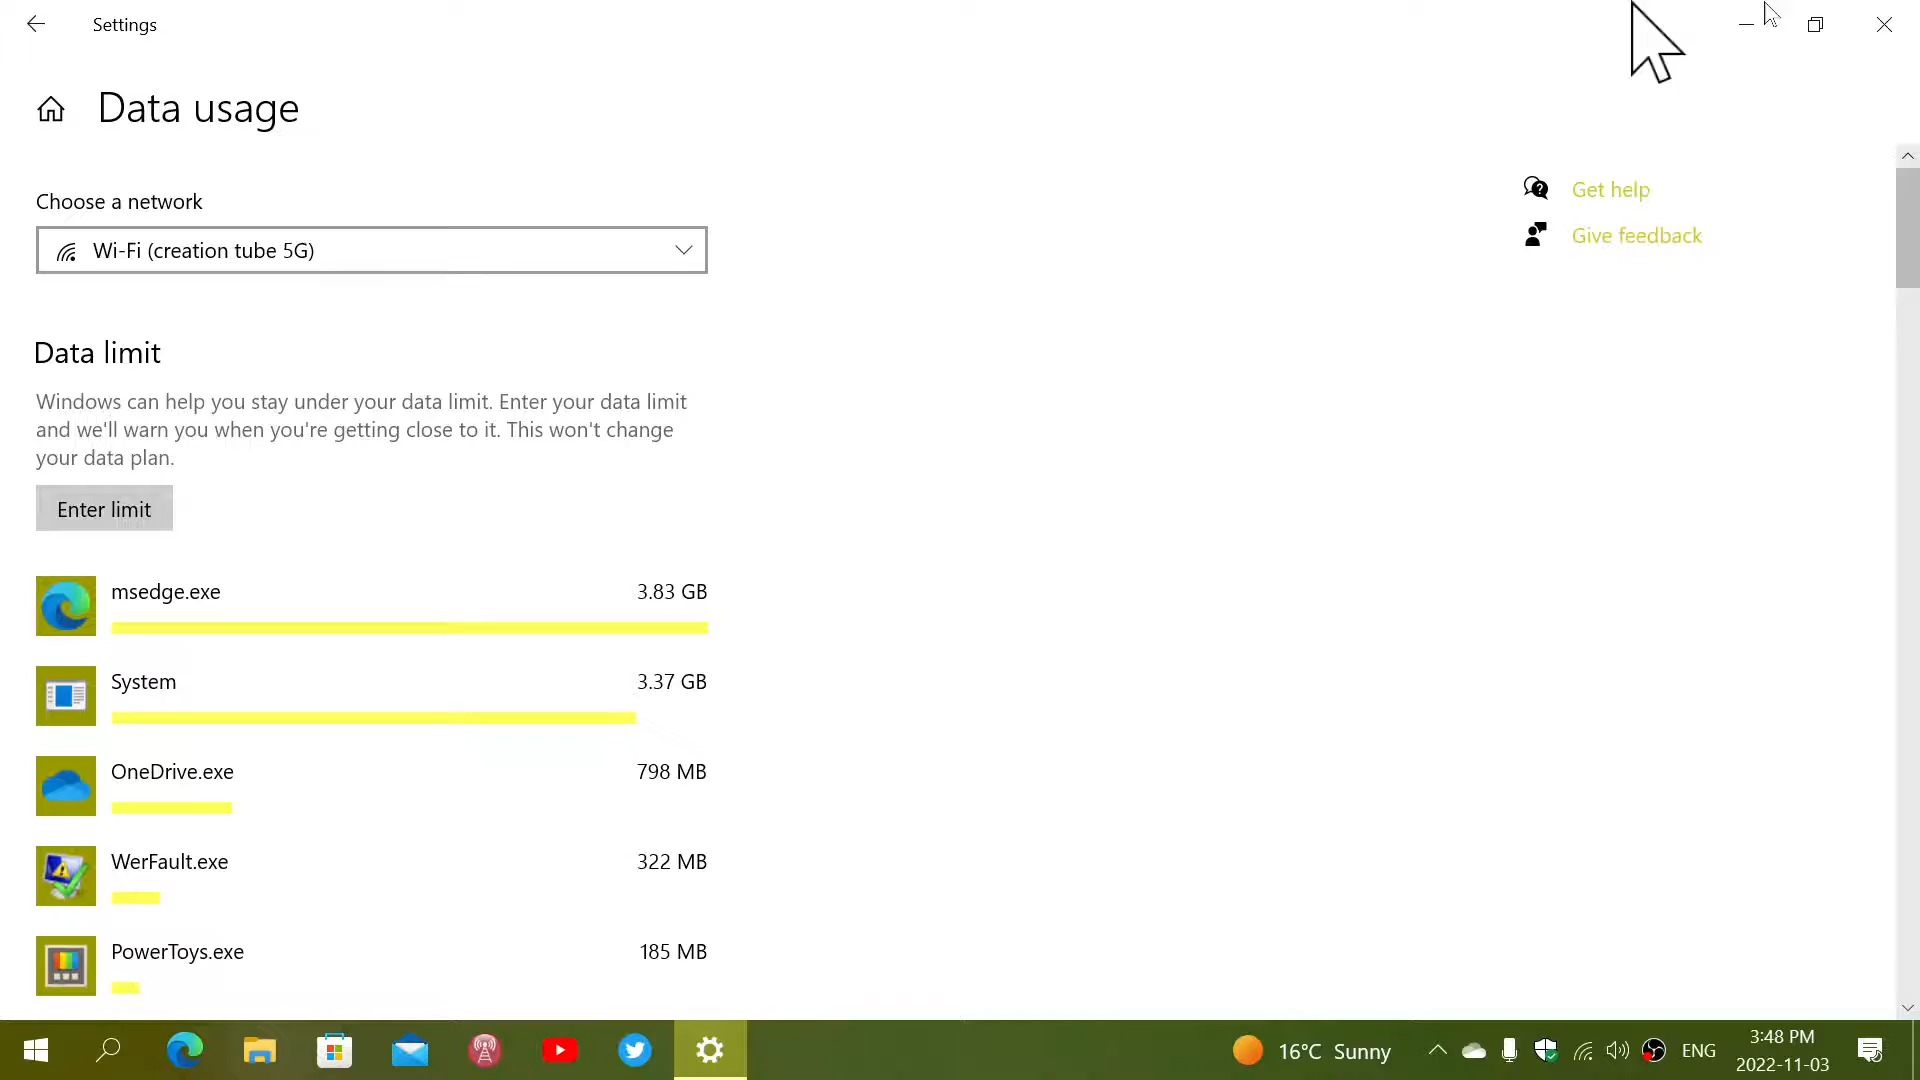 Settings
Data usage
Choose a network
Wi-Fi (creation tube 5G)
Data limit
Windows can help you stay under your data limit. Enter your data limit
and we'll warn you when you're getting close to it. This won't change
your data plan.
Enter limit
msedge.exe 3.83 GB
System 3.37 GB
OneDrive.exe 798 MB
WerFault.exe 322 MB
PowerToys.exe 185 MB
Get help
Give feedback
16°C Sunny
ENG
3:48 PM
2022-11-03